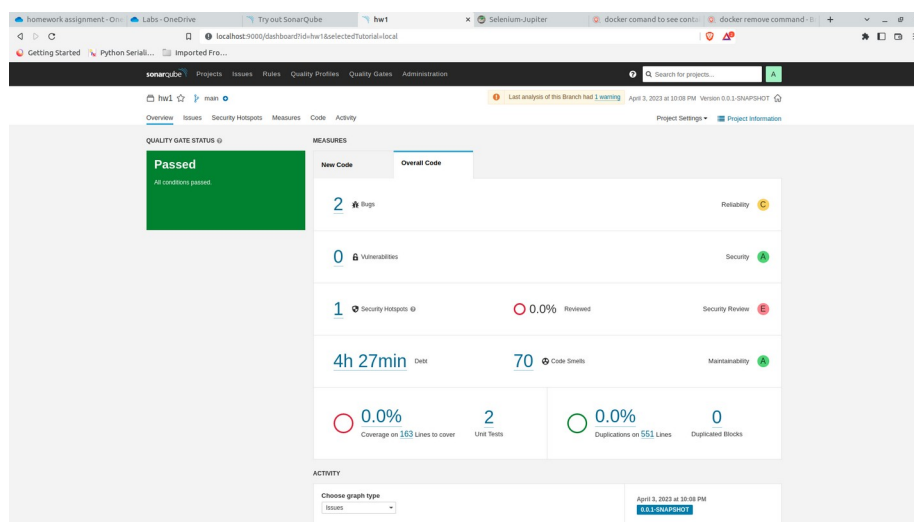 homework assignment - One
Labs - OneDrive
Try out SonarQube
hw1
Selenium-Jupiter
docker comand to see contai
docker remove command - B
localhost:9000/dashboard?id=hw1&selectedTutorial=local
Getting Started
Python Seriali...
Imported Fro...
sonarqube Projects Issues Rules Quality Profiles Quality Gates Administration
Search for projects...
A
hw1 main
Last analysis of this Branch had 1 warning
April 3, 2023 at 10:08 PM Version 0.0.1-SNAPSHOT
Overview Issues Security Hotspots Measures Code Activity
Project Settings
Project Information
QUALITY GATE STATUS
Passed
All conditions passed.
MEASURES
New Code
Overall Code
2 Bugs
Reliability C
0 Vulnerabilities
Security A
1 Security Hotspots
0.0% Reviewed
Security Review E
4h 27min Debt
70 Code Smells
Maintainability A
0.0%
Coverage on 163 Lines to cover
2
Unit Tests
0.0%
Duplications on 551 Lines
0
Duplicated Blocks
ACTIVITY
Choose graph type
Issues
April 3, 2023 at 10:08 PM
0.0.1-SNAPSHOT